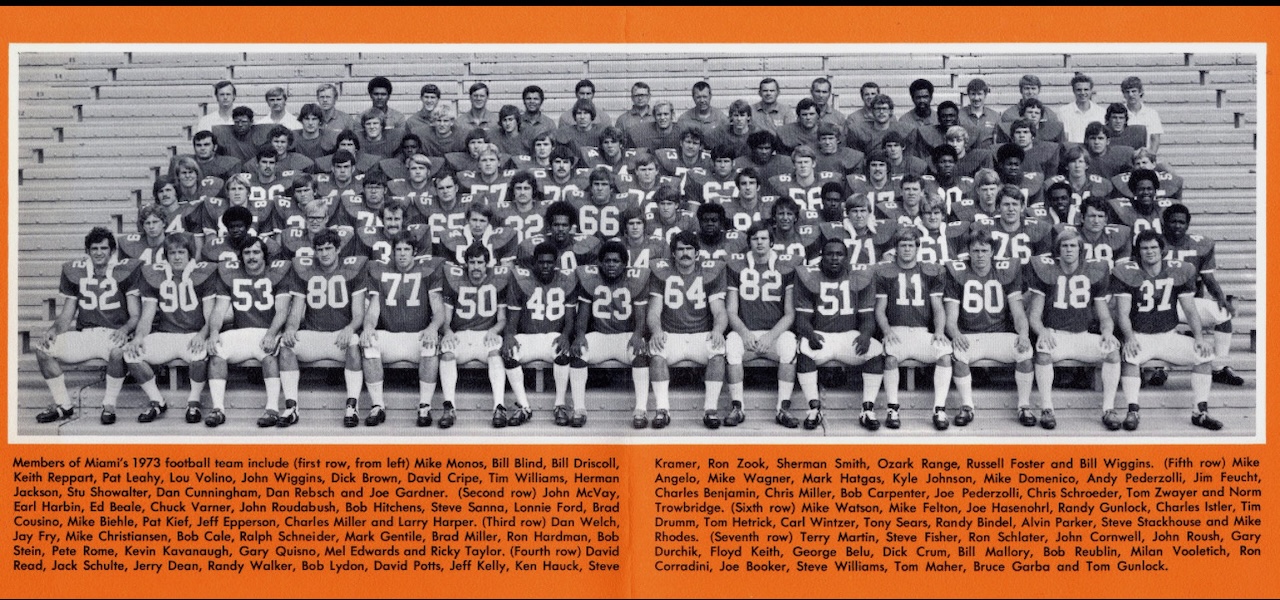 52 90 53 80 77 50 48 23 64 82 51 11 60 18 37
Members of Miami's 1973 football team include (first row, from left) Mike Monos, Bill Blind, Bill Driscoll,
Keith Reppart, Pat Leahy, Lou Volino, John Wiggins, Dick Brown, David Cripe, Tim Williams, Herman
Jackson, Stu Showalter, Dan Cunningham, Dan Rebsch and Joe Gardner. (Second row) John McVay,
Earl Harbin, Ed Beale, Chuck Varner, John Roudabush, Bob Hitchens, Steve Sanna, Lonnie Ford, Brad
Cousino, Mike Biehle, Pat Kief, Jeff Epperson, Charles Miller and Larry Harper. (Third row) Dan Welch,
Jay Fry, Mike Christiansen, Bob Cale, Ralph Schneider, Mark Gentile, Brad Miller, Ron Hardman, Bob
Stein, Pete Rome, Kevin Kavanaugh, Gary Quisno, Mel Edwards and Ricky Taylor. (Fourth row) David
Read, Jack Schulte, Jerry Dean, Randy Walker, Bob Lydon, David Potts, Jeff Kelly, Ken Hauck, Steve
Kramer, Ron Zook, Sherman Smith, Ozark Range, Russell Foster and Bill Wiggins. (Fifth row) Mike
Angelo, Mike Wagner, Mark Hatgas, Kyle Johnson, Mike Domenico, Andy Pederzolli, Jim Feucht,
Charles Benjamin, Chris Miller, Bob Carpenter, Joe Pederzolli, Chris Schroeder, Tom Zwayer and Norm
Trowbridge. (Sixth row) Mike Watson, Mike Felton, Joe Hasenohrl, Randy Gunlock, Charles Istler, Tim
Drumm, Tom Hetrick, Carl Wintzer, Tony Sears, Randy Bindel, Alvin Parker, Steve Stackhouse and Mike
Rhodes. (Seventh row) Terry Martin, Steve Fisher, Ron Schlater, John Cornwell, John Roush, Gary
Durchik, Floyd Keith, George Belu, Dick Crum, Bill Mallory, Bob Reublin, Milan Vooletich, Ron
Corradini, Joe Booker, Steve Williams, Tom Maher, Bruce Garba and Tom Gunlock.